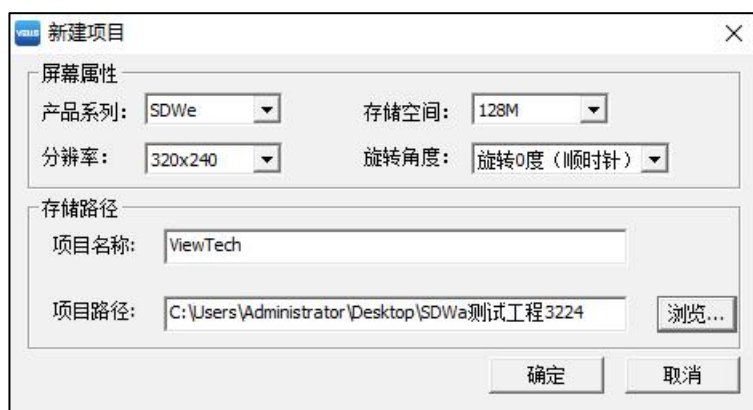 VGUS 新建项目
屏幕属性
产品系列: SDWe 存储空间: 128M
分辨率: 320x240 旋转角度: 旋转0度（顺时针）
存储路径
项目名称: ViewTech
项目路径: C:\Users\Administrator\Desktop\SDWa测试工程3224 浏览...
确定 取消